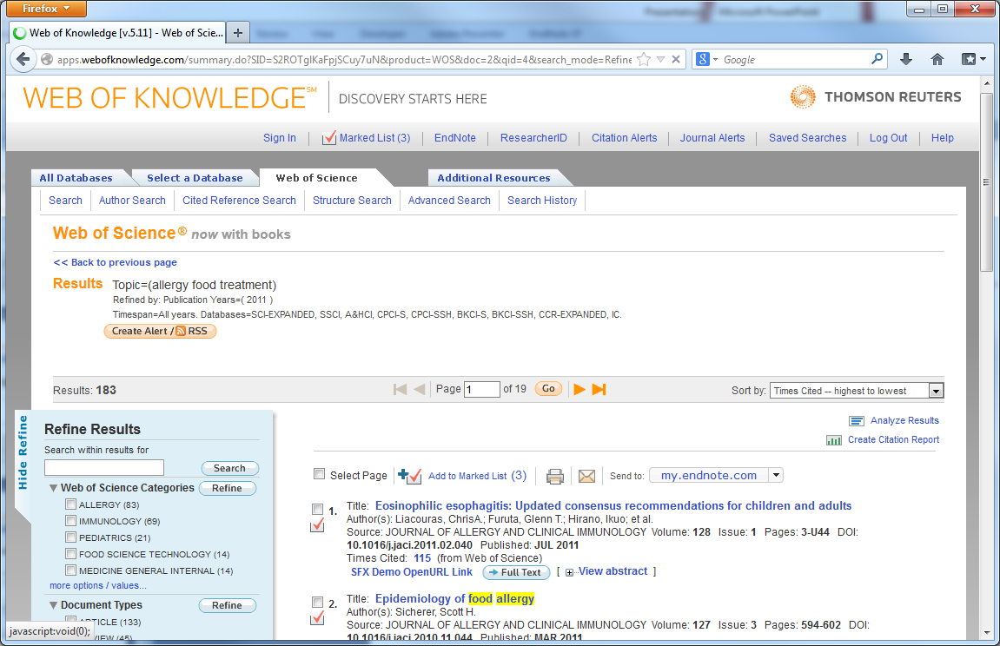 Firefox
Web of Knowledge [v.5.11] - Web of Scie...
apps.webofknowledge.com/summary.do?SID=S2ROTgIKaFpjSCuy7uN&product=WOS&doc=2&qid=4&search_mode=Refine
Google
WEB OF KNOWLEDGE℠ DISCOVERY STARTS HERE
THOMSON REUTERS
Sign In Marked List (3) EndNote ResearcherID Citation Alerts Journal Alerts Saved Searches Log Out Help
All Databases Select a Database Web of Science Additional Resources
Search Author Search Cited Reference Search Structure Search Advanced Search Search History
Web of Science® now with books
<< Back to previous page
Results Topic=(allergy food treatment)
Refined by: Publication Years=( 2011 )
Timespan=All years. Databases=SCI-EXPANDED, SSCI, A&HCI, CPCI-S, CPCI-SSH, BKCI-S, BKCI-SSH, CCR-EXPANDED, IC.
Create Alert / RSS
Results: 183 Page 1 of 19 Go Sort by: Times Cited -- highest to lowest
Hide Refine
Refine Results
Search within results for
Search
Web of Science Categories Refine
ALLERGY (83)
IMMUNOLOGY (69)
PEDIATRICS (21)
FOOD SCIENCE TECHNOLOGY (14)
MEDICINE GENERAL INTERNAL (14)
more options / values...
Document Types Refine
ARTICLE (133)
VIEW (45)
javascript:void(0);
Analyze Results
Create Citation Report
Select Page Add to Marked List (3) Send to: my.endnote.com
1. Title: Eosinophilic esophagitis: Updated consensus recommendations for children and adults
Author(s): Liacouras, ChrisA.; Furuta, Glenn T.; Hirano, Ikuo; et al.
Source: JOURNAL OF ALLERGY AND CLINICAL IMMUNOLOGY Volume: 128 Issue: 1 Pages: 3-U44 DOI:
10.1016/j.jaci.2011.02.040 Published: JUL 2011
Times Cited: 115 (from Web of Science)
SFX Demo OpenURL Link Full Text [ View abstract ]
2. Title: Epidemiology of food allergy
Author(s): Sicherer, Scott H.
Source: JOURNAL OF ALLERGY AND CLINICAL IMMUNOLOGY Volume: 127 Issue: 3 Pages: 594-602 DOI:
10.1016/j.jaci.2010.11.044 Published: MAR 2011